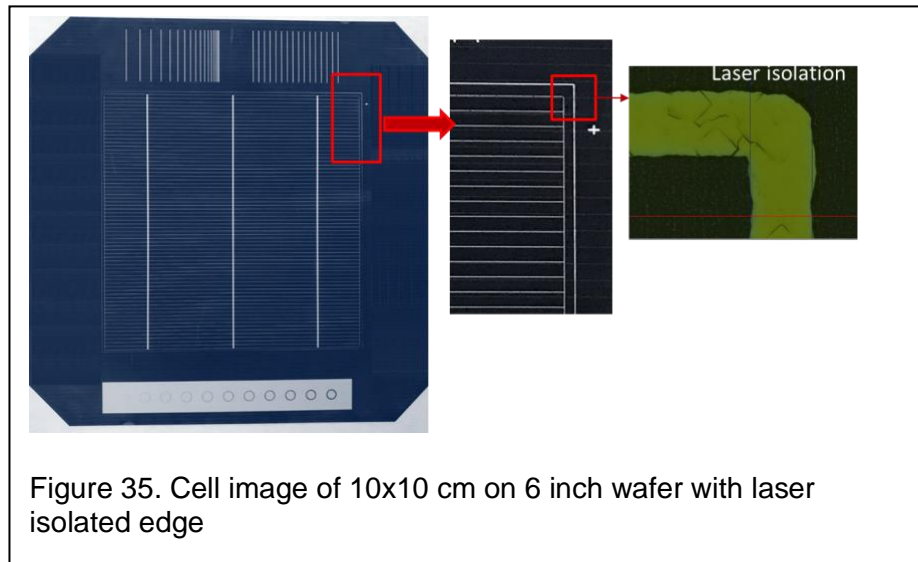 Laser isolation
Figure 35. Cell image of 10x10 cm on 6 inch wafer with laser
isolated edge